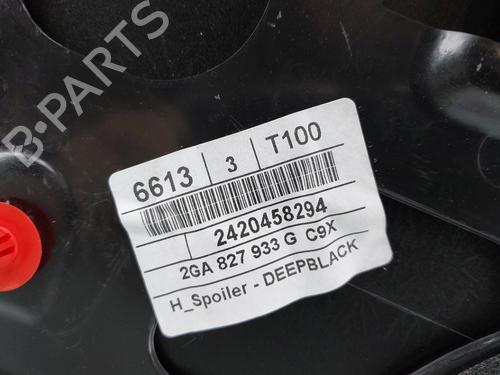 B-PARTS
6613 3 T100
2420458294
2GA 827 933 G C9X
H_Spoiler - DEEPBLACK